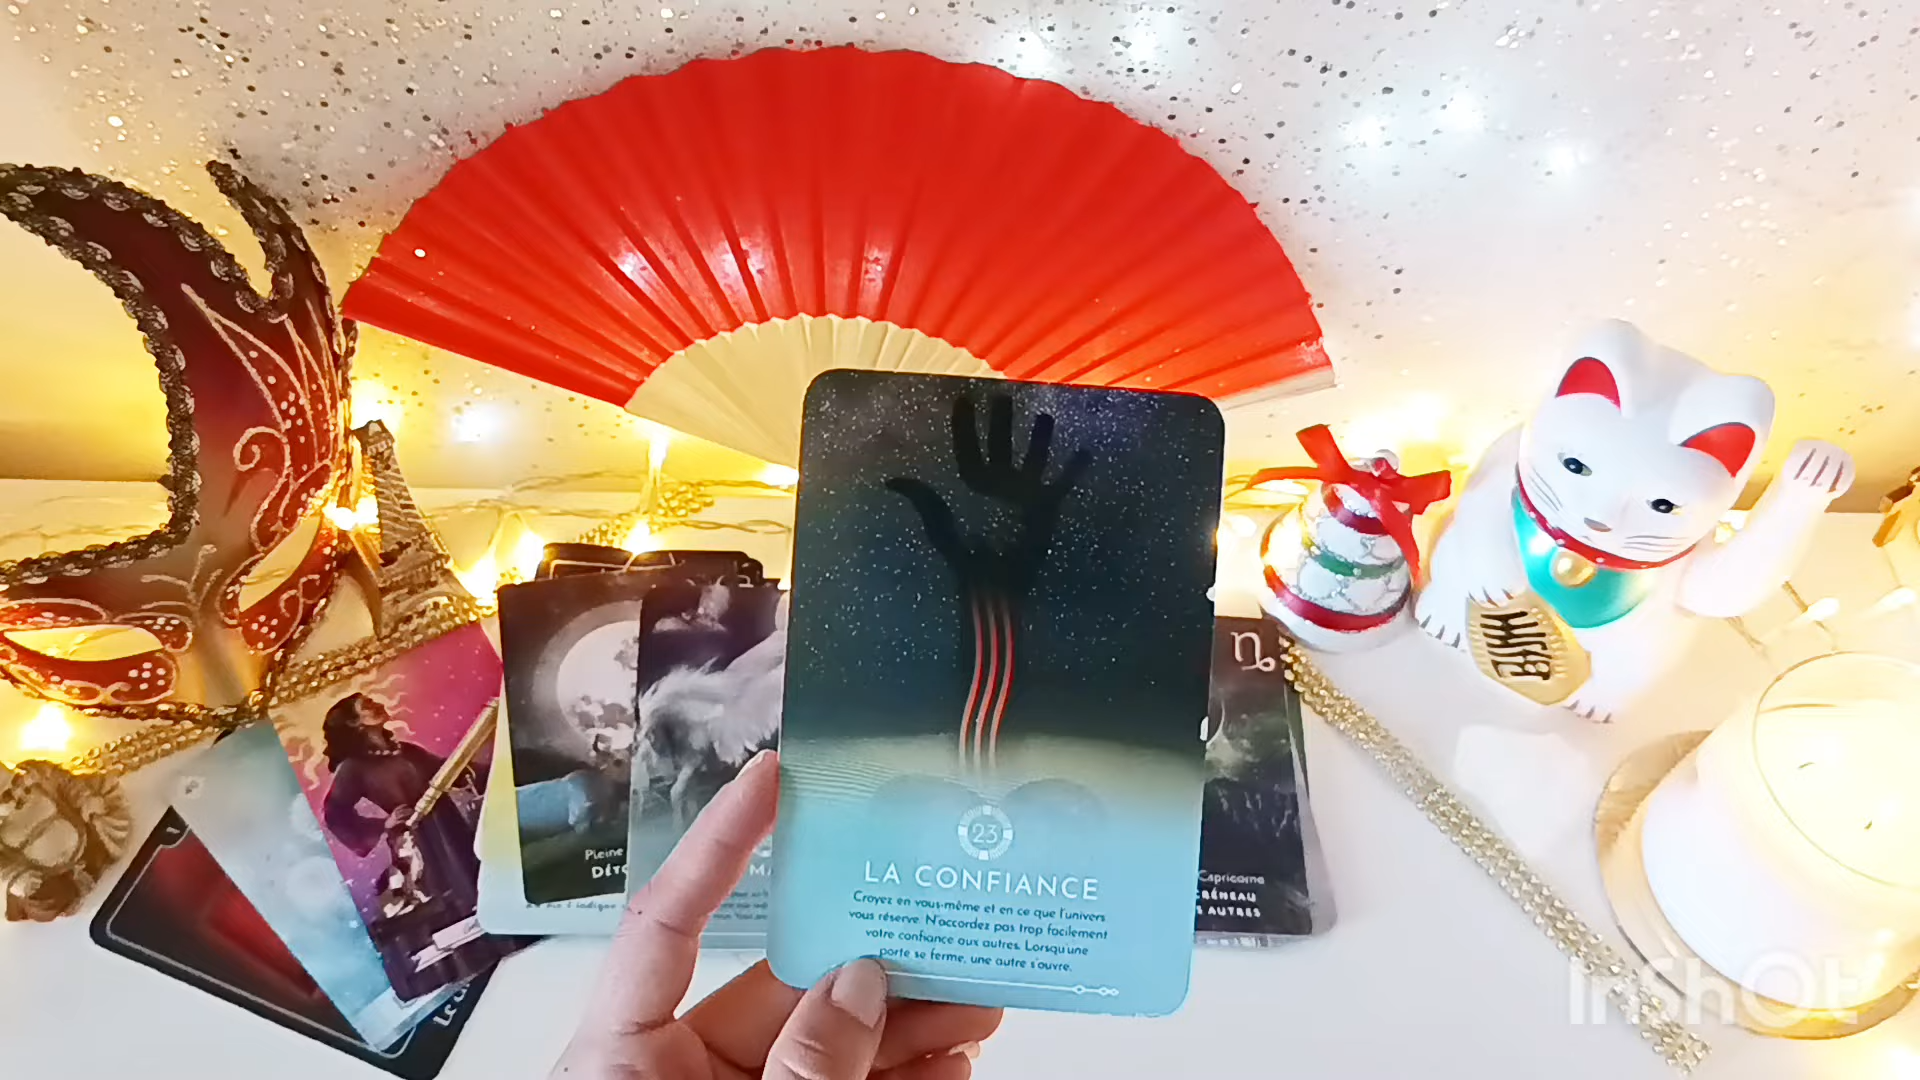 23
LA CONFIANCE
Croyez en vous-même et en ce que l'univers
vous réserve. N'accordez pas trop facilement
votre confiance aux autres. Lorsqu'une
porte se ferme, une autre s'ouvre.
Pleine
Capricorne
CRÉNEAU
S AUTRES
InShOt